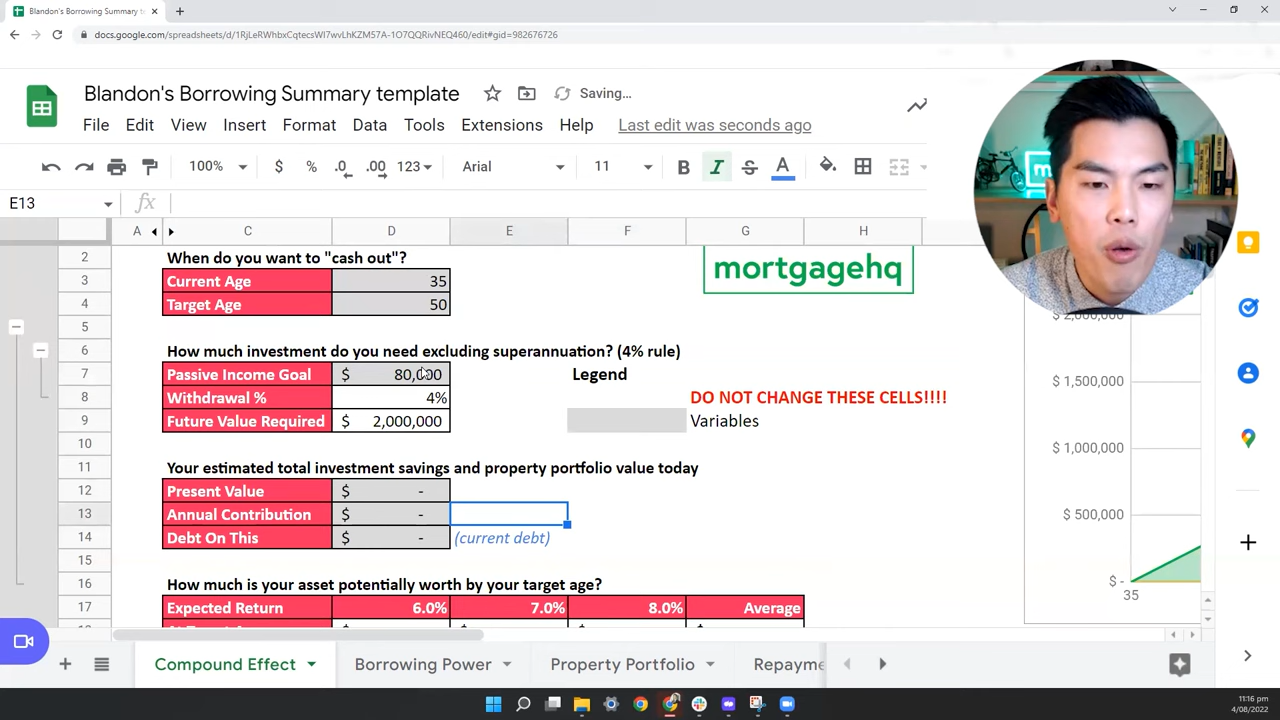 Blandon's Borrowing Summary templ
docs.google.com/spreadsheets/d/1RjLeRWhbxCqtecsWI7wvLhKZM57A-1O7QQRivNEQ460/edit#gid=982676726
Blandon's Borrowing Summary template
Saving...
File Edit View Insert Format Data Tools Extensions Help Last edit was seconds ago
100% $ % .0 .00 123 Arial 11 B I S A
E13 fx
A C D E F G H
2 When do you want to "cash out"?
3 Current Age 35
4 Target Age 50
mortgagehq
5
6 How much investment do you need excluding superannuation? (4% rule)
7 Passive Income Goal $ 80,000 Legend
8 Withdrawal % 4% DO NOT CHANGE THESE CELLS!!!!
9 Future Value Required $ 2,000,000 Variables
10
11 Your estimated total investment savings and property portfolio value today
12 Present Value $ -
13 Annual Contribution $ -
14 Debt On This $ - (current debt)
15
16 How much is your asset potentially worth by your target age?
17 Expected Return 6.0% 7.0% 8.0% Average
$ 2,000,000
$ 1,500,000
$ 1,000,000
$ 500,000
$ -
35
Compound Effect Borrowing Power Property Portfolio Repayme
11:16 pm
4/08/2022